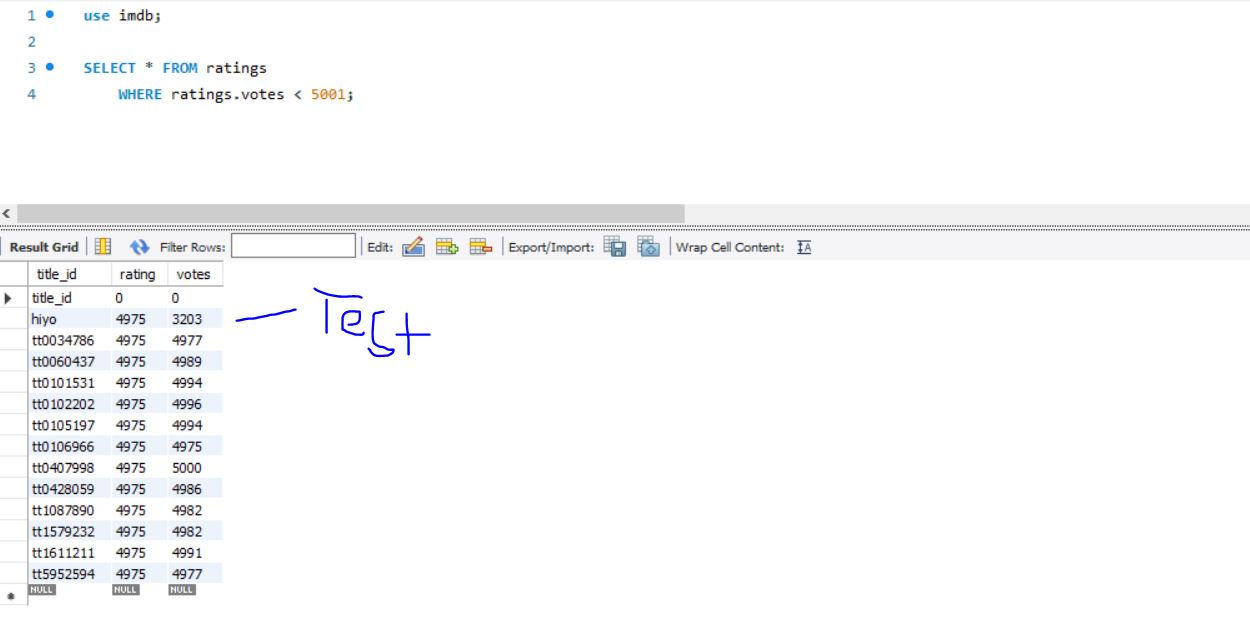 1 use imdb;
2
3 SELECT * FROM ratings
4 WHERE ratings.votes < 5001;
Result Grid Filter Rows: Edit: Export/Import: Wrap Cell Content: IA
title_id rating votes
title_id 0 0
hiyo 4975 3203 — Test
tt0034786 4975 4977
tt0060437 4975 4989
tt0101531 4975 4994
tt0102202 4975 4996
tt0105197 4975 4994
tt0106966 4975 4975
tt0407998 4975 5000
tt0428059 4975 4986
tt1087890 4975 4982
tt1579232 4975 4982
tt1611211 4975 4991
tt5952594 4975 4977
NULL NULL NULL